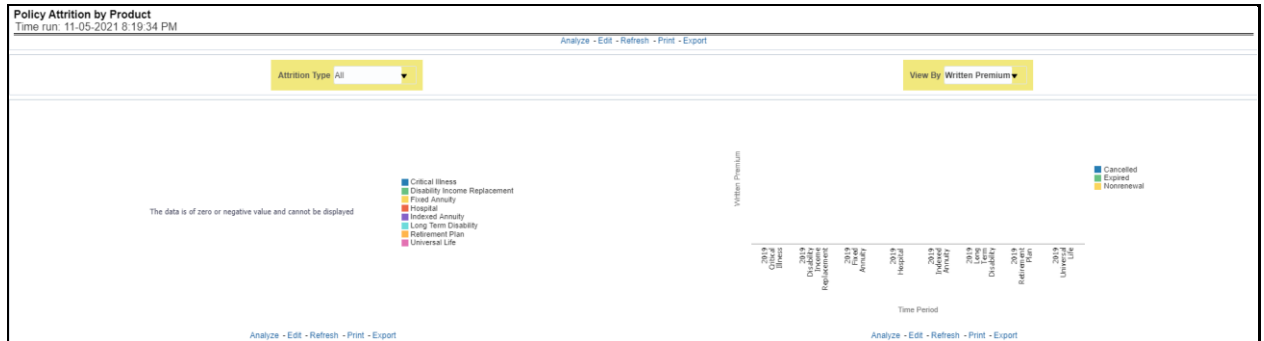 Policy Attrition by Product
Time run: 11-05-2021 8:19:34 PM
Analyze - Edit - Refresh - Print - Export
Attrition Type All
View By Written Premium
The data is of zero or negative value and cannot be displayed
Critical Illness
Disability Income Replacement
Fixed Annuity
Hospital
Indexed Annuity
Long Term Disability
Retirement Plan
Universal Life
Written Premium
Cancelled
Expired
Nonrenewal
2019
Critical
Illness
2019
Disability
Income
Replacement
2019
Fixed
Annuity
2019
Hospital
2019
Indexed
Annuity
2019
Long
Term
Disability
2019
Retirement
Plan
2019
Universal
Life
Time Period
Analyze - Edit - Refresh - Print - Export
Analyze - Edit - Refresh - Print - Export